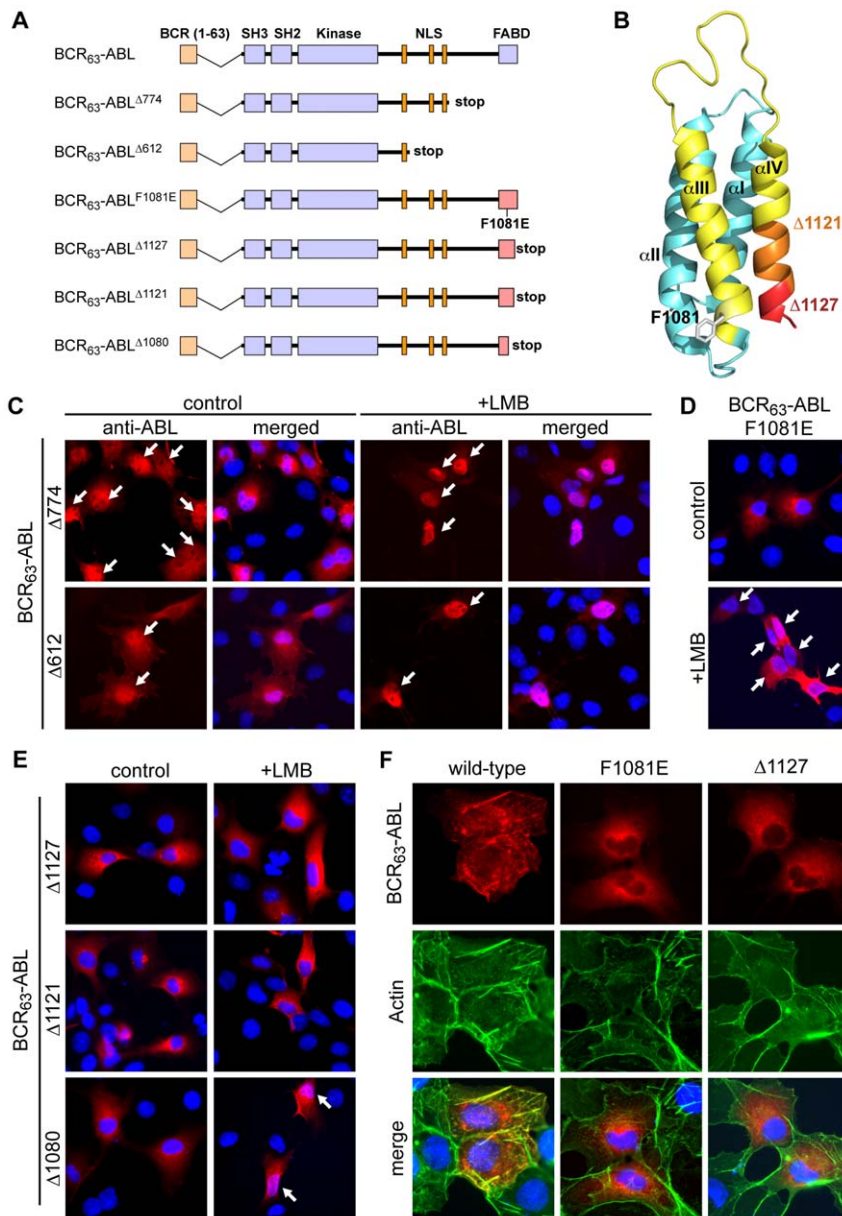 A
BCR (1-63) SH3 SH2 Kinase NLS FABD
BCR63-ABL
BCR63-ABLΔ774 stop
BCR63-ABLΔ612 stop
BCR63-ABLF1081E
F1081E
BCR63-ABLΔ1127 stop
BCR63-ABLΔ1121 stop
BCR63-ABLΔ1080 stop
B
αIII αI αIV
αII
Δ1121
F1081
Δ1127
C
control +LMB
anti-ABL merged anti-ABL merged
BCR63-ABL
Δ774
Δ612
D
BCR63-ABL
F1081E
control
+LMB
E
control +LMB
BCR63-ABL
Δ1127
Δ1121
Δ1080
F
wild-type F1081E Δ1127
BCR63-ABL
Actin
merge